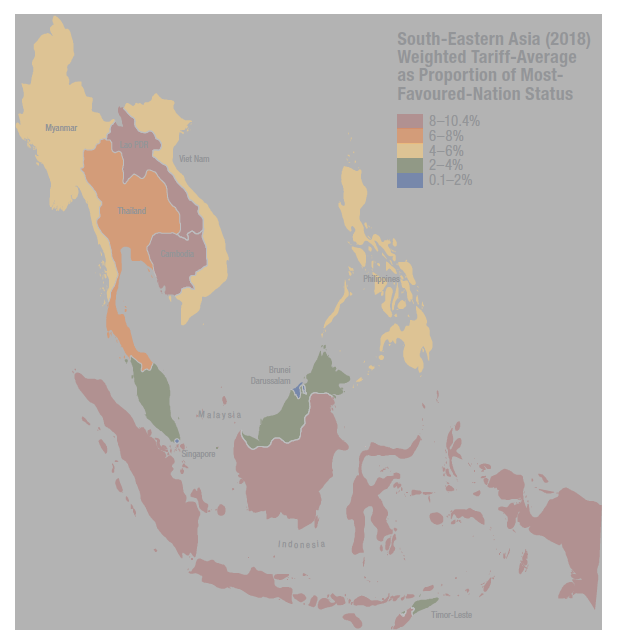 South-Eastern Asia (2018)
Weighted Tariff-Average
as Proportion of Most-
Favoured-Nation Status
8–10.4%
6–8%
4–6%
2–4%
0.1–2%
Myanmar
Lao PDR
Viet Nam
Thailand
Cambodia
Philippines
Brunei
Darussalam
Malaysia
Singapore
Indonesia
Timor-Leste